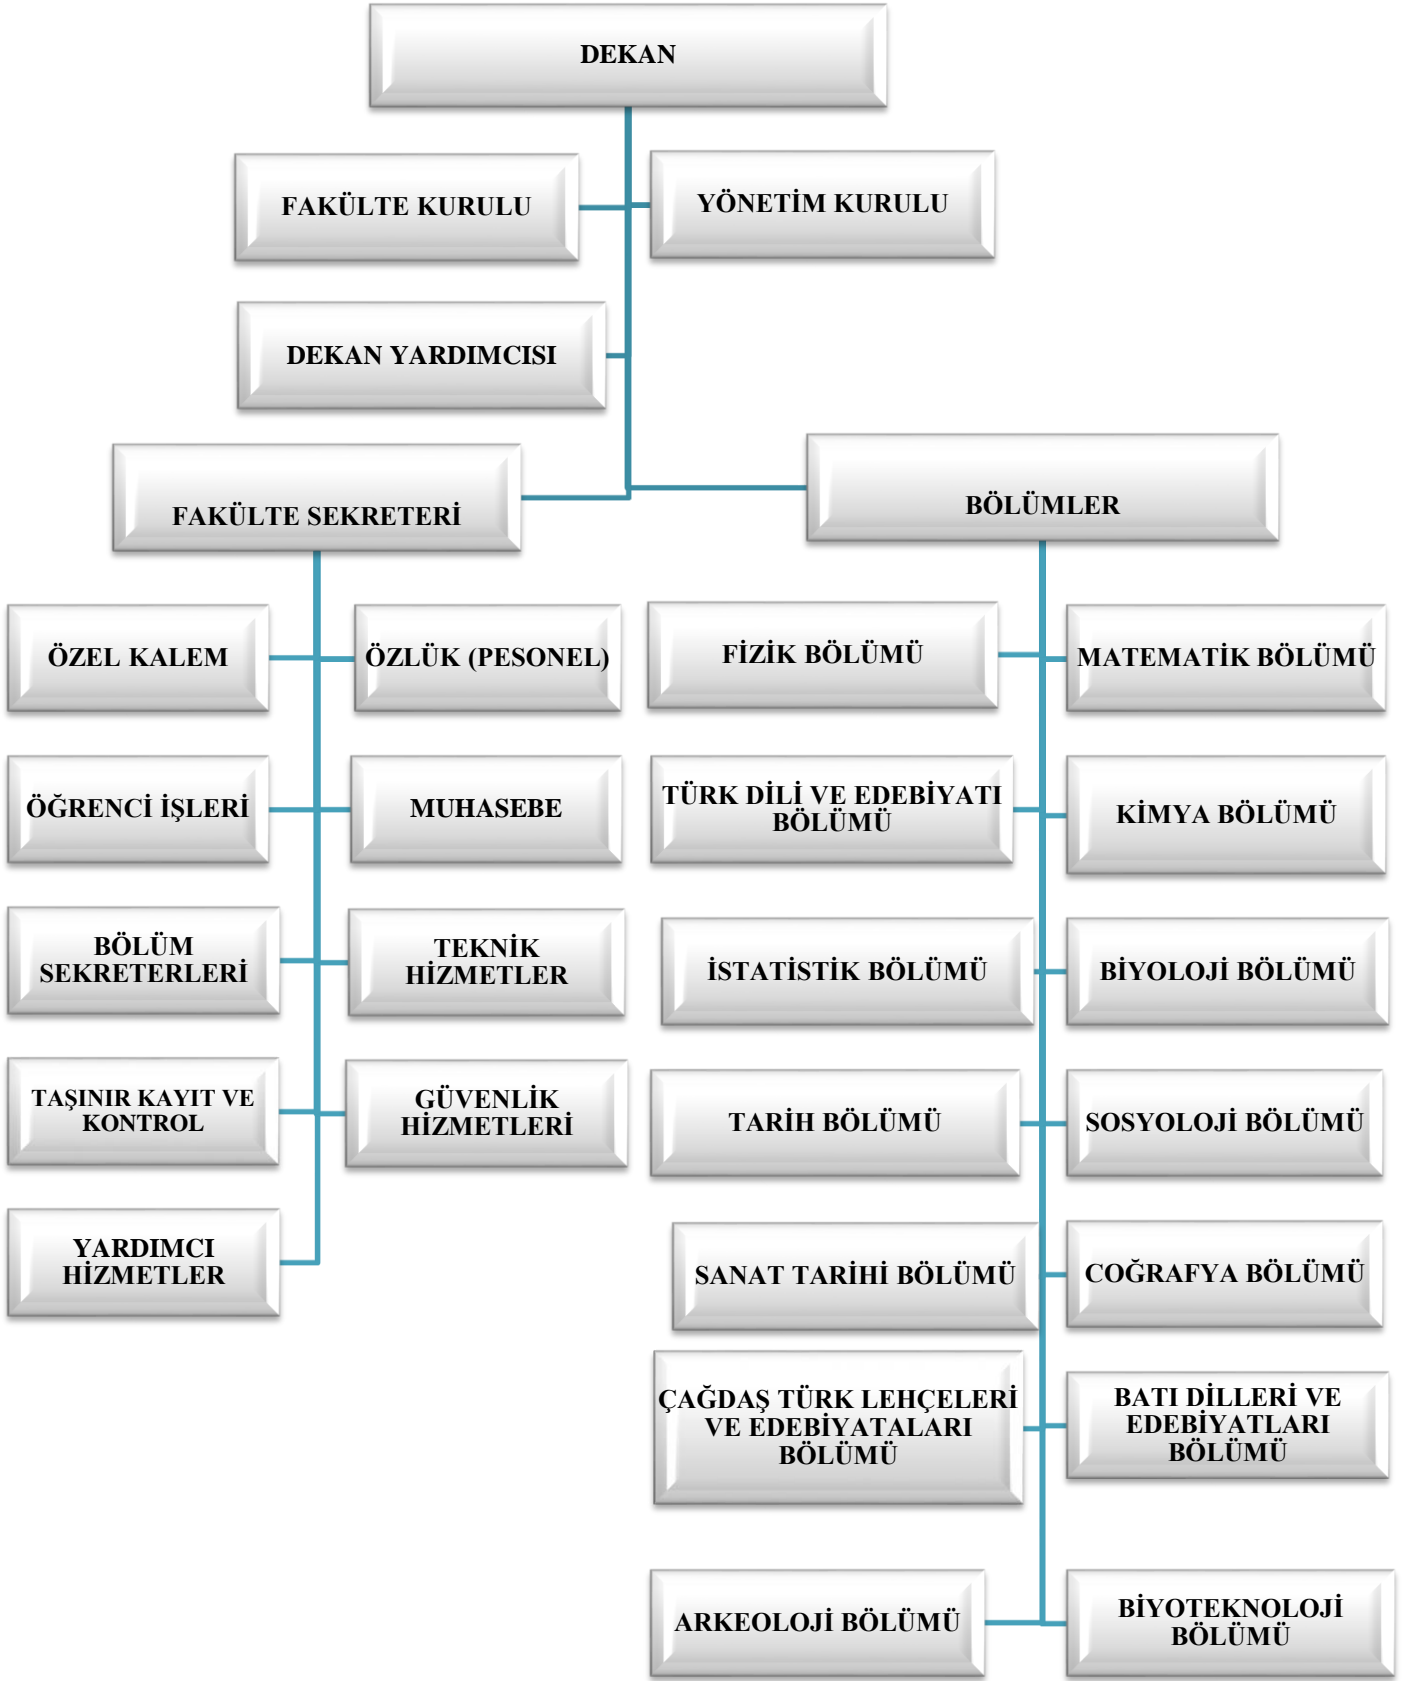 DEKAN
FAKÜLTE KURULU
YÖNETİM KURULU
DEKAN YARDIMCISI
FAKÜLTE SEKRETERİ
BÖLÜMLER
ÖZEL KALEM
ÖZLÜK (PESONEL)
FİZİK BÖLÜMÜ
MATEMATİK BÖLÜMÜ
ÖĞRENCİ İŞLERİ
MUHASEBE
TÜRK DİLİ VE EDEBİYATI
BÖLÜMÜ
KİMYA BÖLÜMÜ
BÖLÜM
SEKRETERLERİ
TEKNİK
HİZMETLER
İSTATİSTİK BÖLÜMÜ
BİYOLOJİ BÖLÜMÜ
TAŞINIR KAYIT VE
KONTROL
GÜVENLİK
HİZMETLERİ
TARİH BÖLÜMÜ
SOSYOLOJİ BÖLÜMÜ
YARDIMCI
HİZMETLER
SANAT TARİHİ BÖLÜMÜ
COĞRAFYA BÖLÜMÜ
ÇAĞDAŞ TÜRK LEHÇELERİ
VE EDEBİYATALARI
BÖLÜMÜ
BATI DİLLERİ VE
EDEBİYATLARI
BÖLÜMÜ
ARKEOLOJİ BÖLÜMÜ
BİYOTEKNOLOJİ
BÖLÜMÜ